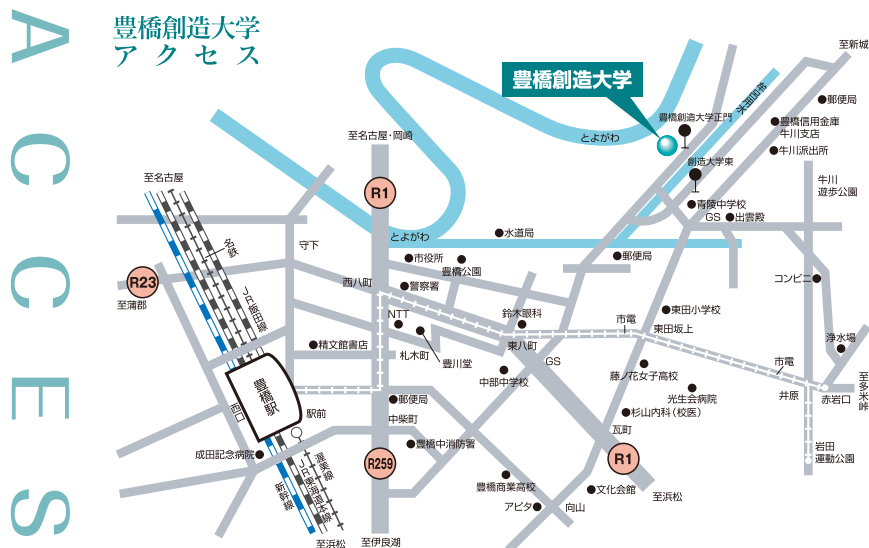 ACCES
豊橋創造大学
アクセス
豊橋創造大学
至新城
牟呂用水
郵便局
豊橋信用金庫
牛川支店
牛川派出所
豊橋創造大学正門
とよがわ
創造大学東
至名古屋・岡崎
R1
至名古屋
牛川
遊歩公園
青陵中学校
GS
出雲殿
とよがわ
水道局
名鉄
守下
市役所
豊橋公園
郵便局
R23
至蒲郡
JR飯田線
西八町
警察署
コンビニ
NTT
鈴木眼科
市電
東田小学校
東田坂上
精文館書店
札木町
豊川堂
東八町
GS
浄水場
市電
中部中学校
藤ノ花女子高校
至多米峠
豊橋駅
西口
駅前
郵便局
中柴町
光生会病院
井原
赤岩口
杉山内科（校医）
瓦町
成田記念病院
豊橋中消防署
R259
R1
岩田
運動公園
渥美線
JR東海道本線
新幹線
豊橋商業高校
文化会館
至浜松
アピタ
向山
至浜松
至伊良湖